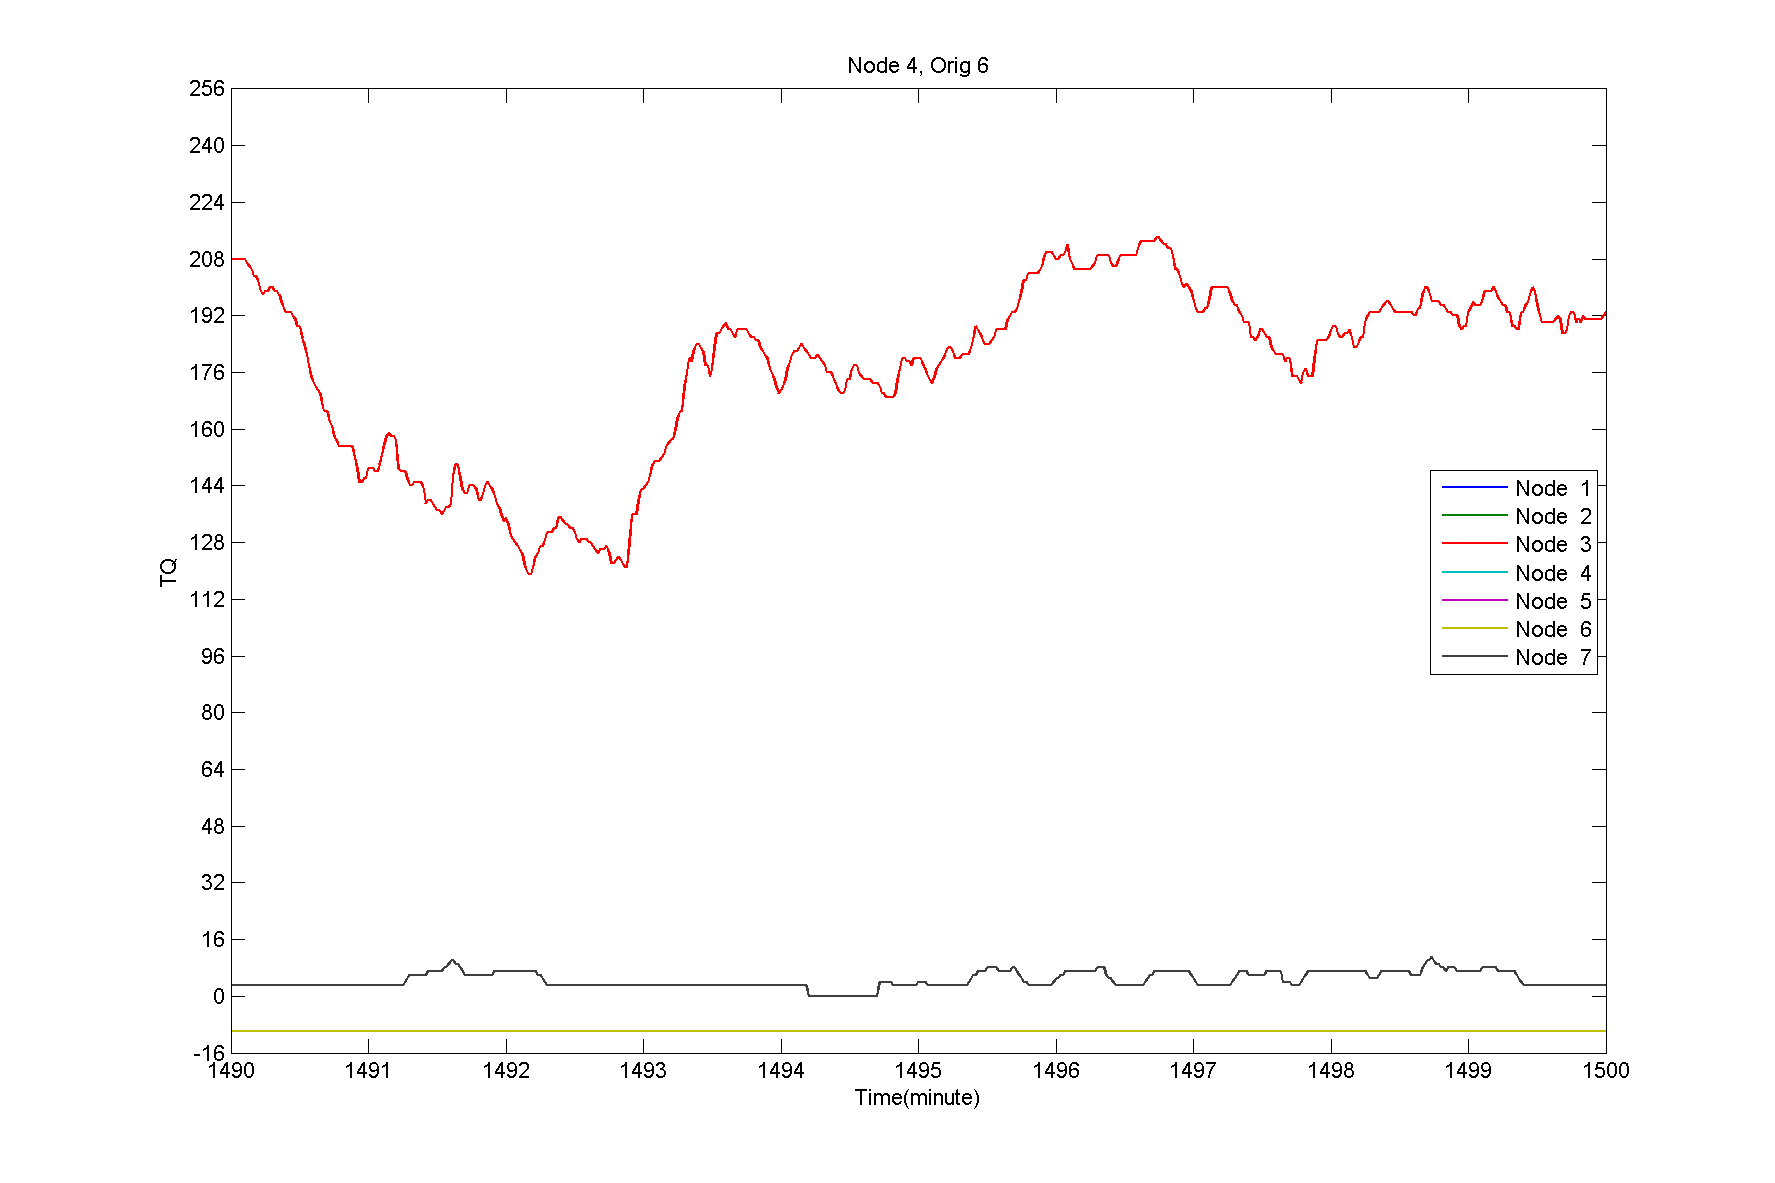 Node 4, Orig 6
256
240
224
208
192
176
160
144
128
112
96
80
64
48
32
16
0
-16
TQ
Node 1
Node 2
Node 3
Node 4
Node 5
Node 6
Node 7
1490 1491 1492 1493 1494 1495 1496 1497 1498 1499 1500
Time(minute)